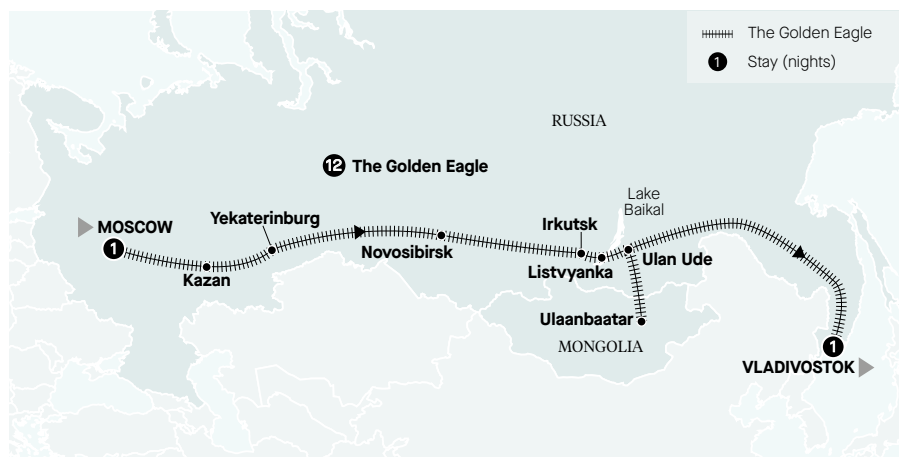 The Golden Eagle
1 Stay (nights)
RUSSIA
12 The Golden Eagle
Lake
Baikal
MOSCOW
1
Yekaterinburg
Irkutsk
Kazan
Novosibirsk
Listvyanka
Ulan Ude
Ulaanbaatar
MONGOLIA
1
VLADIVOSTOK